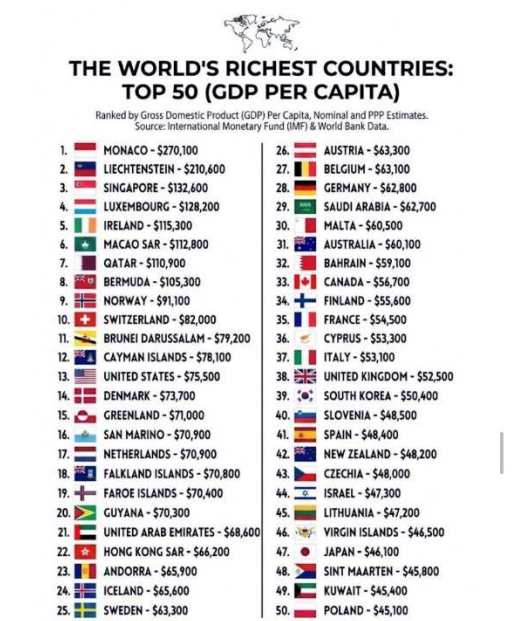 THE WORLD'S RICHEST COUNTRIES:
TOP 50 (GDP PER CAPITA)
Ranked by Gross Domestic Product (GDP) Per Capita, Nominal and PPP Estimates.
Source: International Monetary Fund (IMF) & World Bank Data.
1. MONACO - $270,100
2. LIECHTENSTEIN - $210,600
3. SINGAPORE - $132,600
4. LUXEMBOURG - $128,200
5. IRELAND - $115,300
6. MACAO SAR - $112,800
7. QATAR - $110,900
8. BERMUDA - $105,300
9. NORWAY - $91,100
10. SWITZERLAND - $82,000
11. BRUNEI DARUSSALAM - $79,200
12. CAYMAN ISLANDS - $78,100
13. UNITED STATES - $75,500
14. DENMARK - $73,700
15. GREENLAND - $71,000
16. SAN MARINO - $70,900
17. NETHERLANDS - $70,900
18. FALKLAND ISLANDS - $70,800
19. FAROE ISLANDS - $70,400
20. GUYANA - $70,300
21. UNITED ARAB EMIRATES - $68,600
22. HONG KONG SAR - $66,200
23. ANDORRA - $65,900
24. ICELAND - $65,600
25. SWEDEN - $63,300
26. AUSTRIA - $63,300
27. BELGIUM - $63,100
28. GERMANY - $62,800
29. SAUDI ARABIA - $62,700
30. MALTA - $60,500
31. AUSTRALIA - $60,100
32. BAHRAIN - $59,100
33. CANADA - $56,700
34. FINLAND - $55,600
35. FRANCE - $54,500
36. CYPRUS - $53,300
37. ITALY - $53,100
38. UNITED KINGDOM - $52,500
39. SOUTH KOREA - $50,400
40. SLOVENIA - $48,500
41. SPAIN - $48,400
42. NEW ZEALAND - $48,200
43. CZECHIA - $48,000
44. ISRAEL - $47,300
45. LITHUANIA - $47,200
46. VIRGIN ISLANDS - $46,500
47. JAPAN - $46,100
48. SINT MAARTEN - $45,800
49. KUWAIT - $45,400
50. POLAND - $45,100